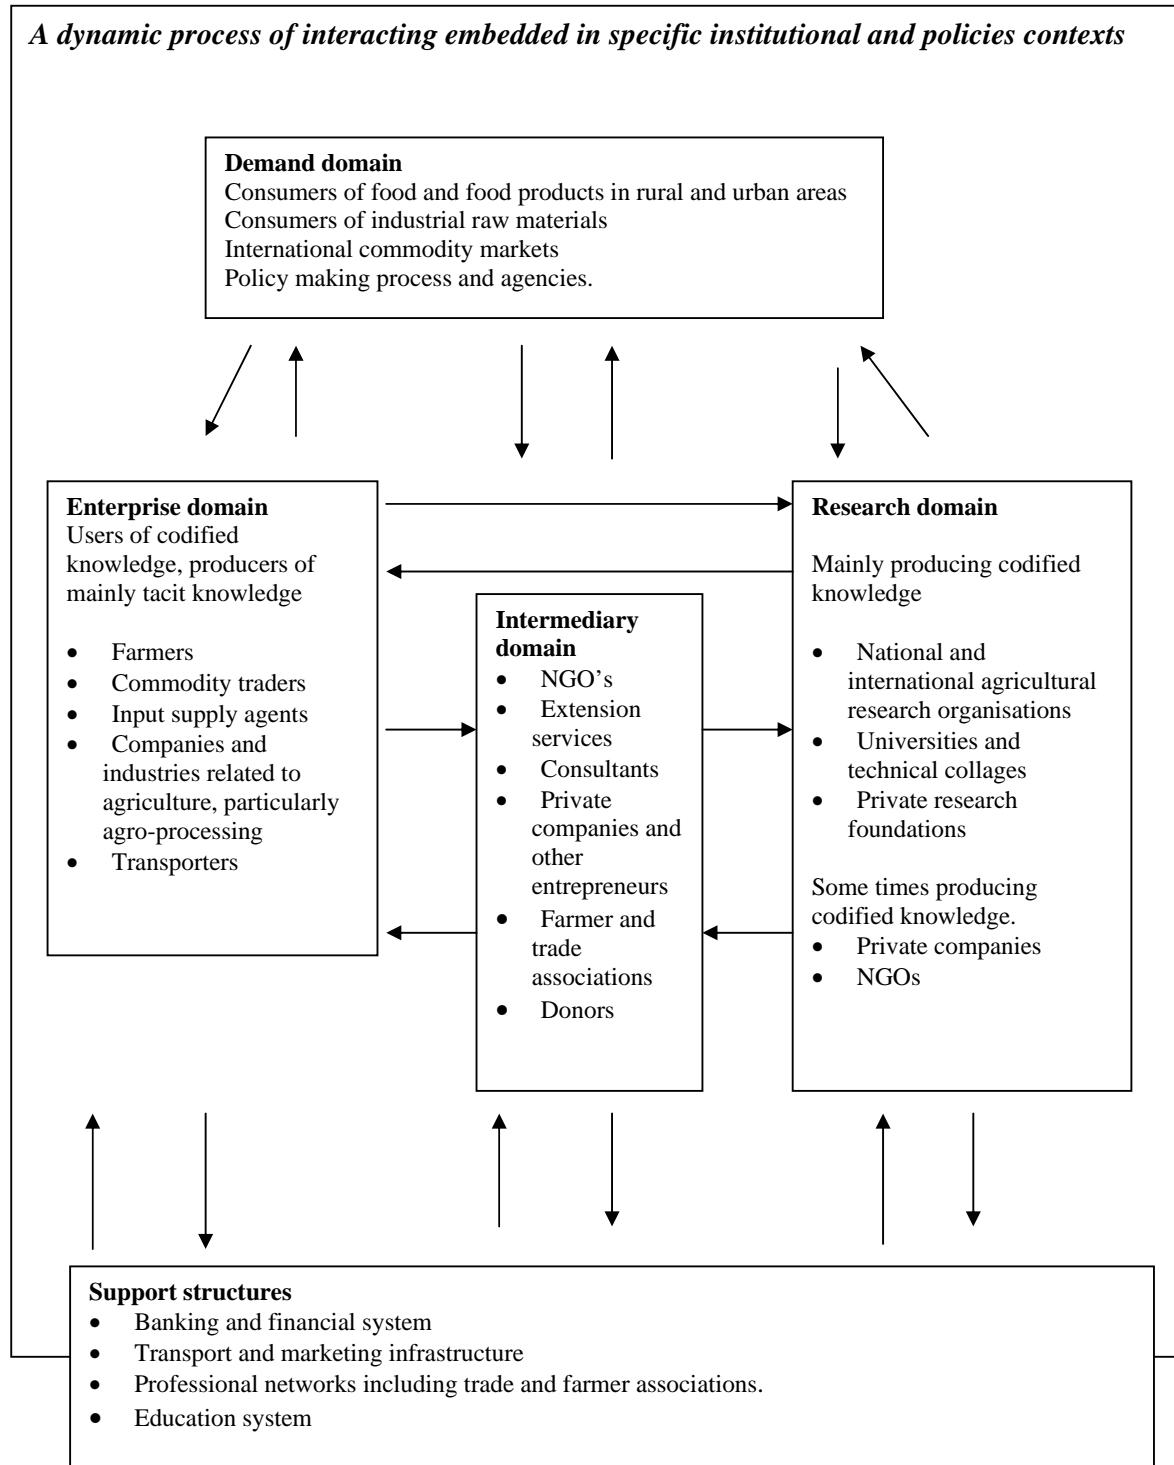 A dynamic process of interacting embedded in specific institutional and policies contexts
Demand domain
Consumers of food and food products in rural and urban areas
Consumers of industrial raw materials
International commodity markets
Policy making process and agencies.
Enterprise domain
Users of codified
knowledge, producers of
mainly tacit knowledge
• Farmers
• Commodity traders
• Input supply agents
• Companies and
industries related to
agriculture, particularly
agro-processing
• Transporters
Intermediary
domain
• NGO’s
• Extension
services
• Consultants
• Private
companies and
other
entrepreneurs
• Farmer and
trade
associations
• Donors
Research domain
Mainly producing codified
knowledge
• National and
international agricultural
research organisations
• Universities and
technical collages
• Private research
foundations
Some times producing
codified knowledge.
• Private companies
• NGOs
Support structures
• Banking and financial system
• Transport and marketing infrastructure
• Professional networks including trade and farmer associations.
• Education system